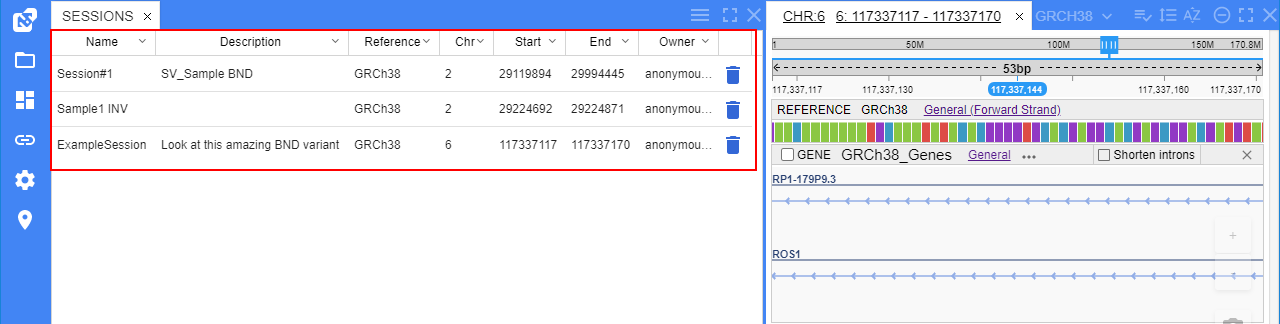 SESSIONS
Name Description Reference Chr Start End Owner
Session#1 SV_Sample BND GRCh38 2 29119894 29994445 anonymou...
Sample1 INV GRCh38 2 29224692 29224871 anonymou...
ExampleSession Look at this amazing BND variant GRCh38 6 117337117 117337170 anonymou...
CHR:6 6: 117337117 - 117337170 GRCH38
1 50M 100M 150M 170.8M
53bp
117,337,117 117,337,130 117,337,144 117,337,160 117,337,170
REFERENCE GRCh38 General (Forward Strand)
GENE GRCh38_Genes General ... Shorten introns
RP1-179P9.3
ROS1